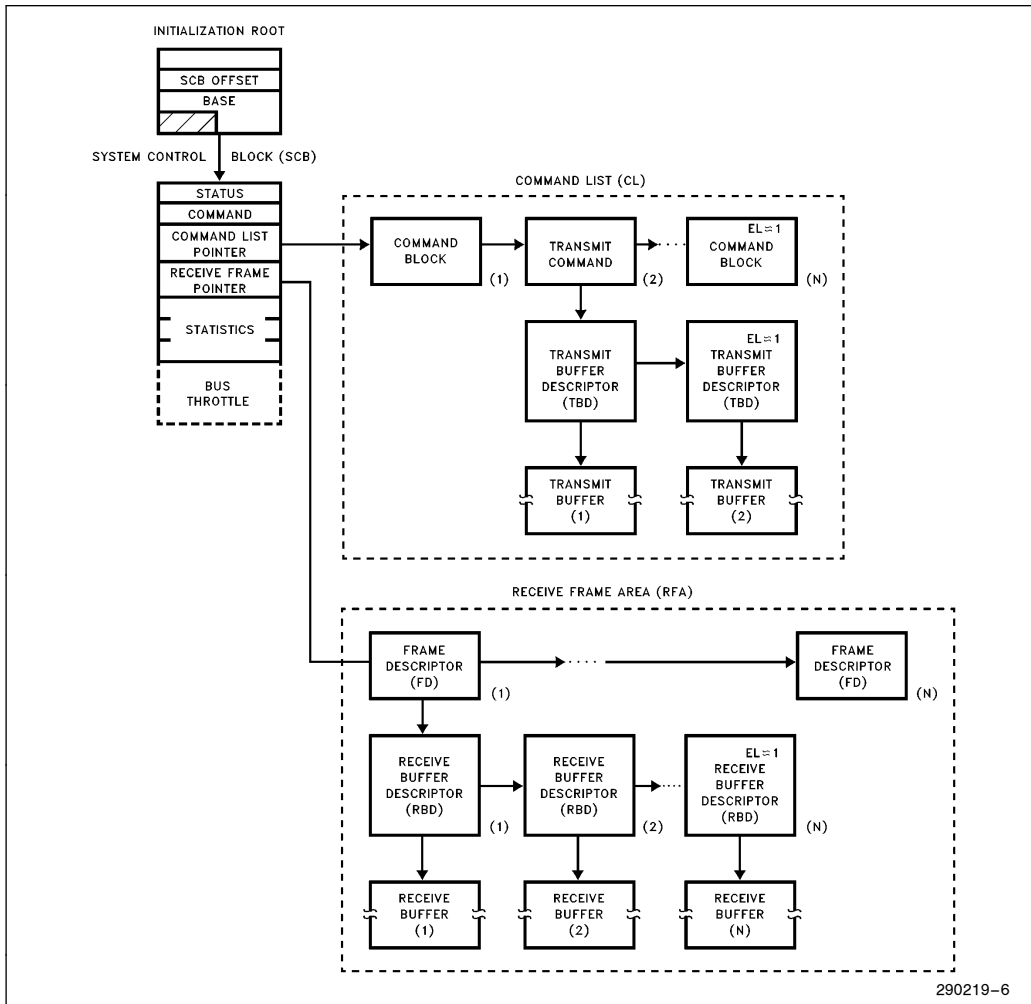 INITIALIZATION ROOT
SCB OFFSET
BASE
SYSTEM CONTROL BLOCK (SCB)
STATUS
COMMAND
COMMAND LIST
POINTER
RECEIVE FRAME
POINTER
STATISTICS
BUS
THROTTLE
COMMAND LIST (CL)
COMMAND
BLOCK
(1)
TRANSMIT
COMMAND
(2)
EL≈1
COMMAND
BLOCK
(N)
TRANSMIT
BUFFER
DESCRIPTOR
(TBD)
EL≈1
TRANSMIT
BUFFER
DESCRIPTOR
(TBD)
TRANSMIT
BUFFER
(1)
TRANSMIT
BUFFER
(2)
RECEIVE FRAME AREA (RFA)
FRAME
DESCRIPTOR
(FD)
(1)
FRAME
DESCRIPTOR
(FD)
(N)
RECEIVE
BUFFER
DESCRIPTOR
(RBD)
(1)
RECEIVE
BUFFER
DESCRIPTOR
(RBD)
(2)
EL≈1
RECEIVE
BUFFER
DESCRIPTOR
(RBD)
(N)
RECEIVE
BUFFER
(1)
RECEIVE
BUFFER
(2)
RECEIVE
BUFFER
(N)
290219–6